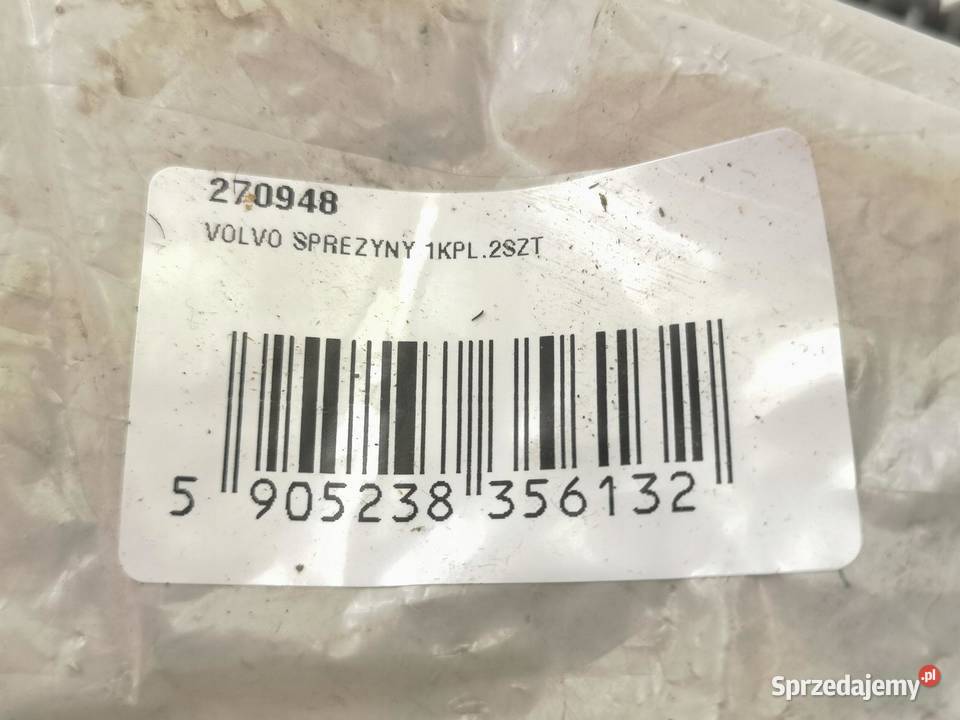 270948
VOLVO SPREZYNY 1KPL.2SZT
5 905238 356132
Sprzedajemy.pl